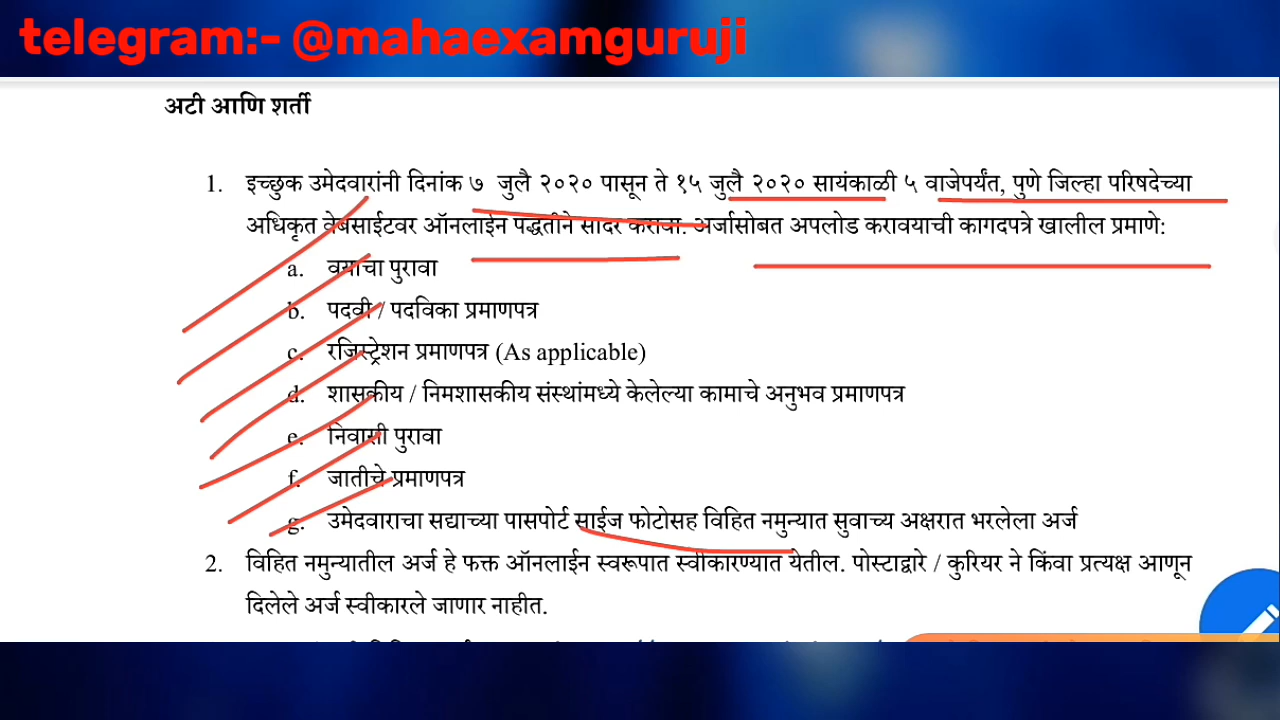 telegram:- @mahaexamguruji
अटी आणि शर्ती
1. इच्छुक उमेदवारांनी दिनांक ७ जुलै २०२० पासून ते १५ जुलै २०२० सायंकाळी ५ वाजेपर्यंत, पुणे जिल्हा परिषदेच्या
अधिकृत वेबसाईटवर ऑनलाईन पद्धतीने सादर करावा. अर्जासोबत अपलोड करावयाची कागदपत्रे खालील प्रमाणे:
a. वयाचा पुरावा
b. पदवी / पदविका प्रमाणपत्र
c. रजिस्ट्रेशन प्रमाणपत्र (As applicable)
d. शासकीय / निमशासकीय संस्थांमध्ये केलेल्या कामाचे अनुभव प्रमाणपत्र
e. निवासी पुरावा
f. जातीचे प्रमाणपत्र
g. उमेदवाराचा सद्याच्या पासपोर्ट साईज फोटोसह विहित नमुन्यात सुवाच्य अक्षरात भरलेला अर्ज
2. विहित नमुन्यातील अर्ज हे फक्त ऑनलाईन स्वरूपात स्वीकारण्यात येतील. पोस्टाद्वारे / कुरियर ने किंवा प्रत्यक्ष आणून
दिलेले अर्ज स्वीकारले जाणार नाहीत.